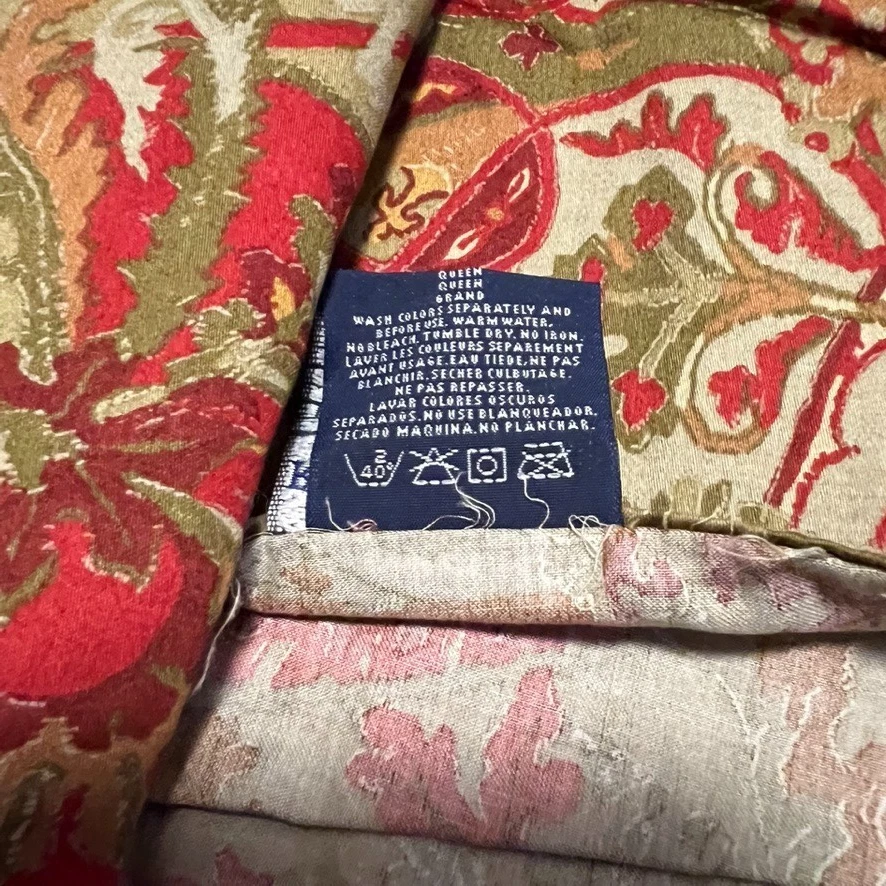 QUEEN
QUEEN
GRAND
WASH COLORS SEPARATELY AND
BEFORE USE. WARM WATER.
NO BLEACH. TUMBLE DRY. NO IRON.
LAVER LES COULEURS SEPAREMENT
AVANT USAGE. EAU TIEDE, NE PAS
BLANCHIR. SECHER CULBUTAGE.
NE PAS REPASSER.
LAVAR COLORES OSCUROS
SEPARADOS. NO USE BLANQUEADOR.
SECADO MAQUINA. NO PLANCHAR.
2
40°